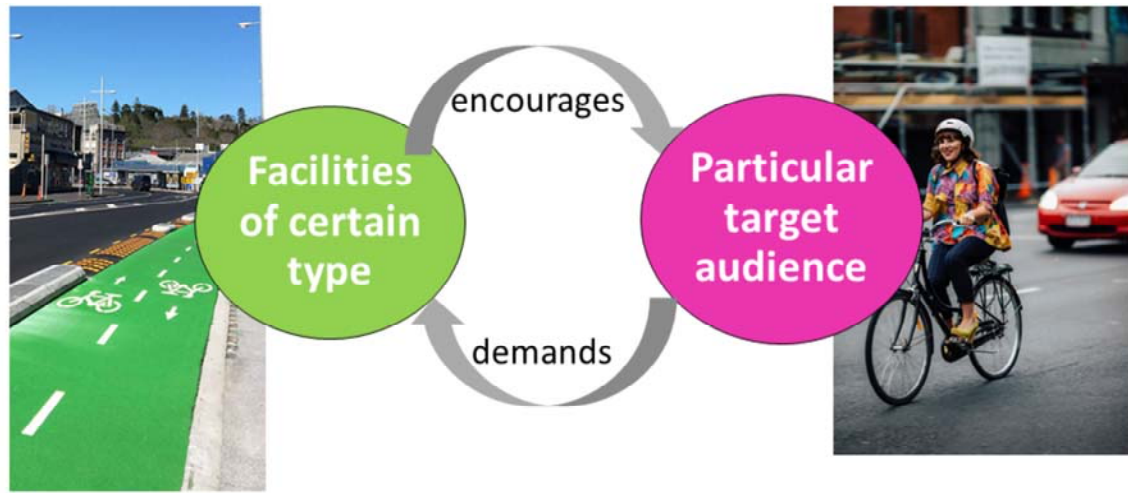 encourages
Facilities
of certain
type
Particular
target
audience
demands